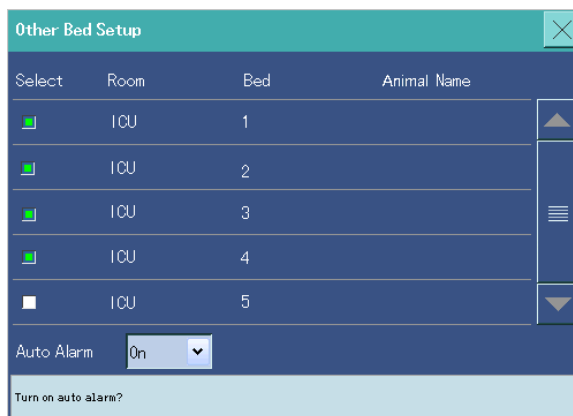 Other Bed Setup
Select Room Bed Animal Name
ICU 1
ICU 2
ICU 3
ICU 4
ICU 5
Auto Alarm On
Turn on auto alarm?